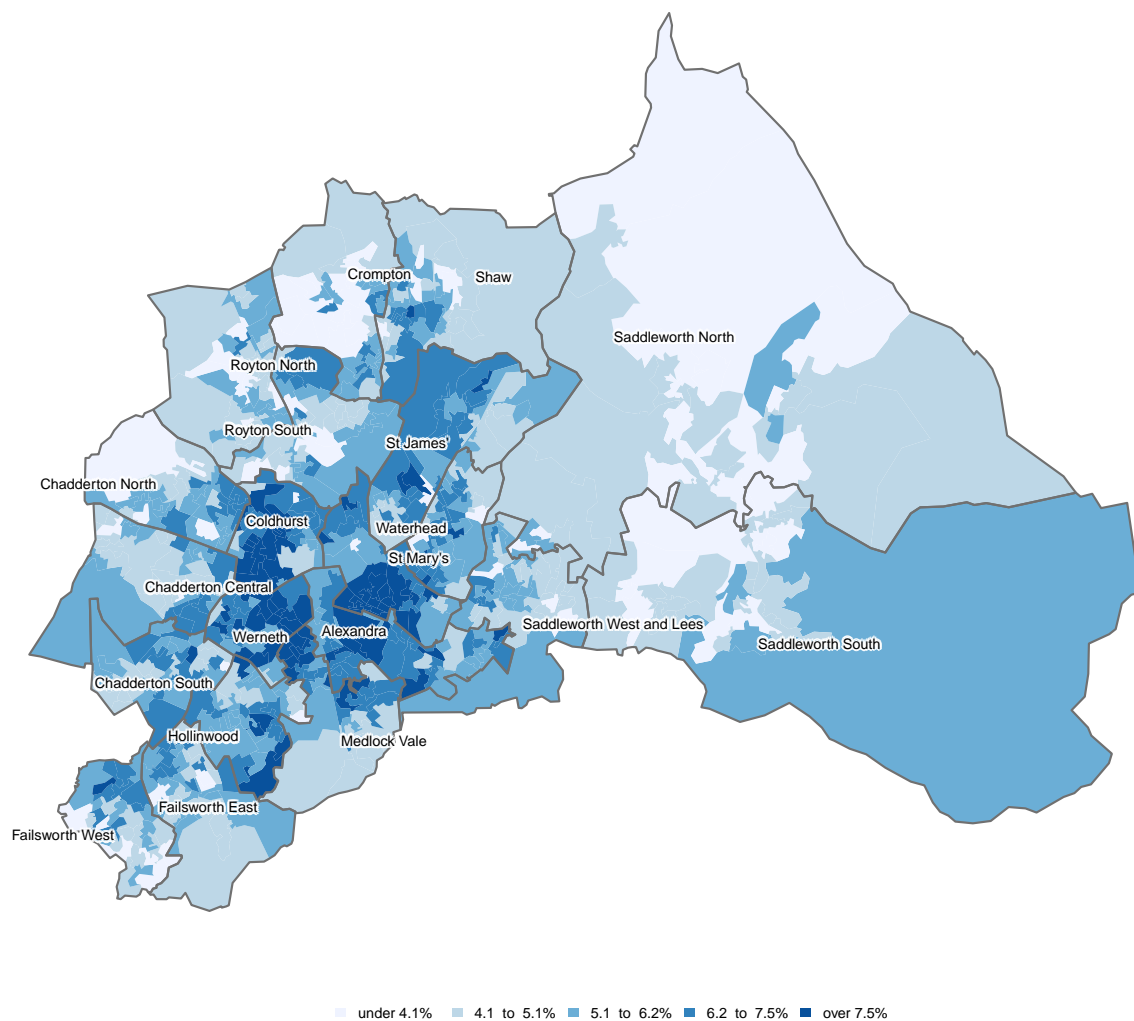 Crompton
Shaw
Saddleworth North
Royton North
Royton South
St James'
Chadderton North
Coldhurst
Waterhead
St Mary's
Chadderton Central
Saddleworth West and Lees
Werneth
Alexandra
Saddleworth South
Chadderton South
Hollinwood
Medlock Vale
Failsworth East
Failsworth West
under 4.1% 4.1 to 5.1% 5.1 to 6.2% 6.2 to 7.5% over 7.5%